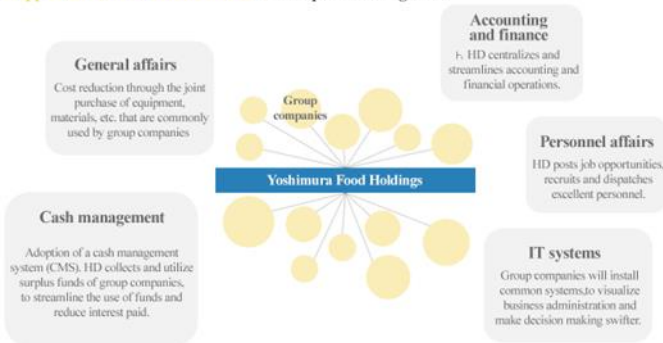 General affairs
Cost reduction through the joint
purchase of equipment,
materials, etc. that are commonly
used by group companies
Accounting
and finance
HD centralizes and
streamlines accounting and
financial operations.
Group
companies
Personnel affairs
HD posts job opportunities,
recruits and dispatches
excellent personnel.
Yoshimura Food Holdings
Cash management
Adoption of a cash management
system (CMS). HD collects and utilize
surplus funds of group companies,
to streamline the use of funds and
reduce interest paid.
IT systems
Group companies will install
common systems,to visualize
business administration and
make decision making swifter.